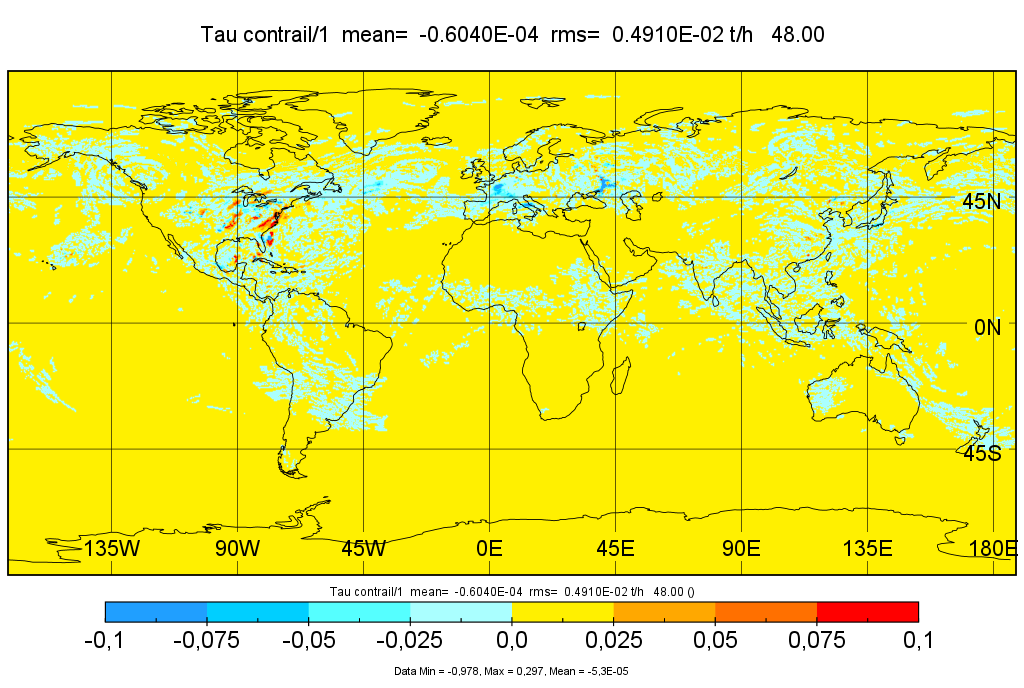 Tau contrail/1 mean= -0.6040E-04 rms= 0.4910E-02 t/h 48.00
45N
0N
45S
135W 90W 45W 0E 45E 90E 135E 180E
Tau contrail/1 mean= -0.6040E-04 rms= 0.4910E-02 t/h 48.00 ()
-0,1 -0,075 -0,05 -0,025 0,0 0,025 0,05 0,075 0,1
Data Min = -0,978, Max = 0,297, Mean = -5,3E-05